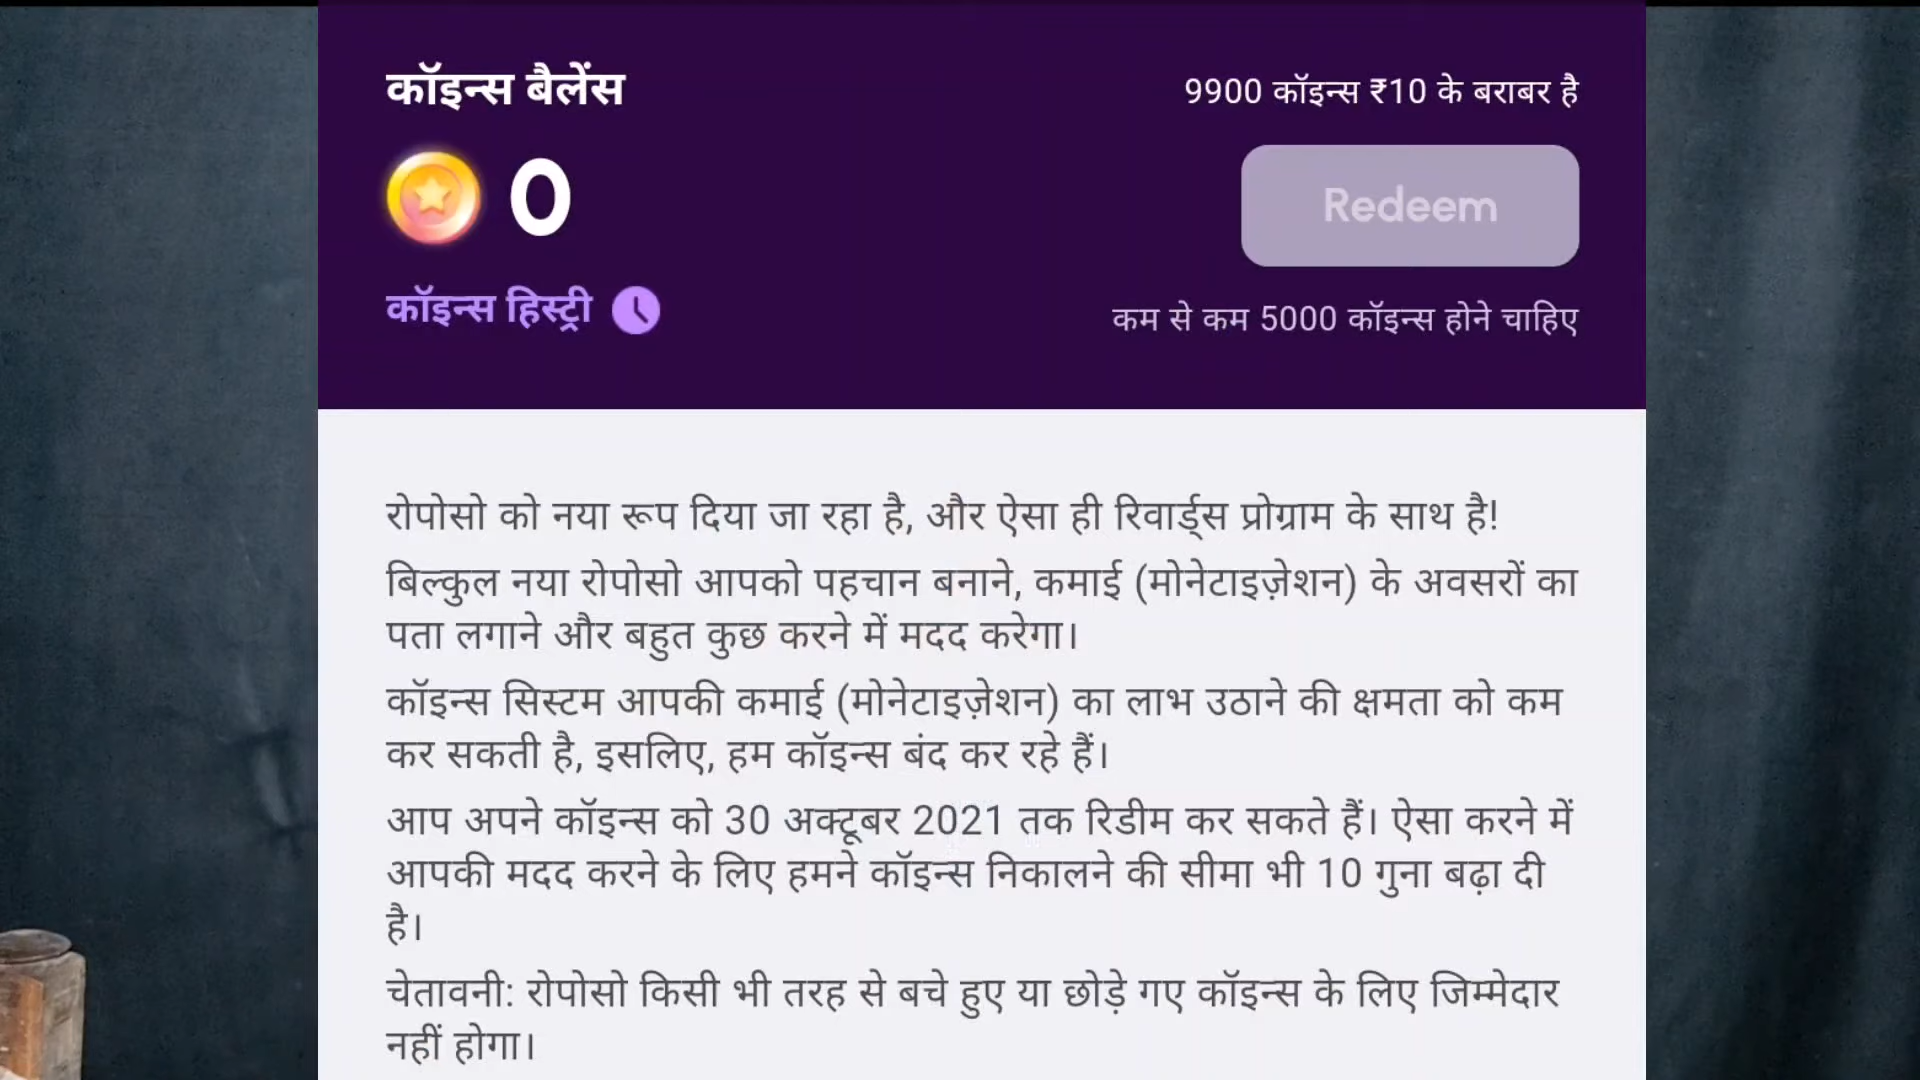 कॉइन्स बैलेंस
9900 कॉइन्स ₹10 के बराबर है
0
Redeem
कॉइन्स हिस्ट्री
कम से कम 5000 कॉइन्स होने चाहिए
रोपोसो को नया रूप दिया जा रहा है, और ऐसा ही रिवार्ड्स प्रोग्राम के साथ है!
बिल्कुल नया रोपोसो आपको पहचान बनाने, कमाई (मोनेटाइज़ेशन) के अवसरों का
पता लगाने और बहुत कुछ करने में मदद करेगा।
कॉइन्स सिस्टम आपकी कमाई (मोनेटाइज़ेशन) का लाभ उठाने की क्षमता को कम
कर सकती है, इसलिए, हम कॉइन्स बंद कर रहे हैं।
आप अपने कॉइन्स को 30 अक्टूबर 2021 तक रिडीम कर सकते हैं। ऐसा करने में
आपकी मदद करने के लिए हमने कॉइन्स निकालने की सीमा भी 10 गुना बढ़ा दी
है।
चेतावनी: रोपोसो किसी भी तरह से बचे हुए या छोड़े गए कॉइन्स के लिए जिम्मेदार
नहीं होगा।